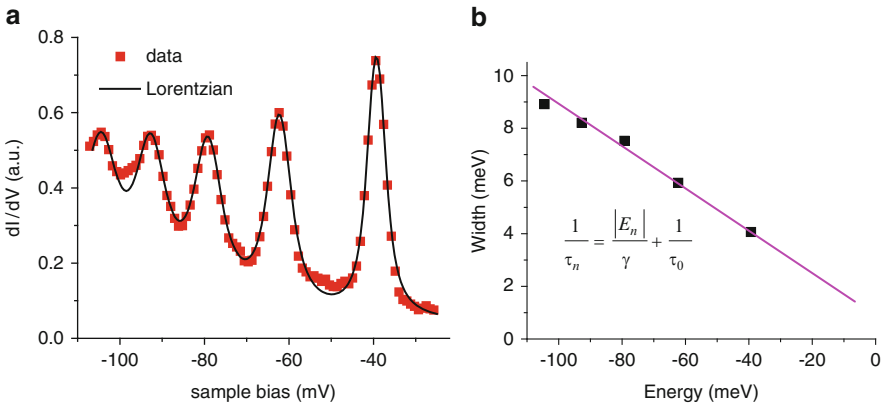 a
0.8
0.6
0.4
0.2
0.0
dI/dV (a.u.)
data
Lorentzian
-100 -80 -60 -40
sample bias (mV)
b
10
8
6
4
2
0
Width (meV)
1/τn = |En|/γ + 1/τ0
-100 -80 -60 -40 -20 0
Energy (meV)